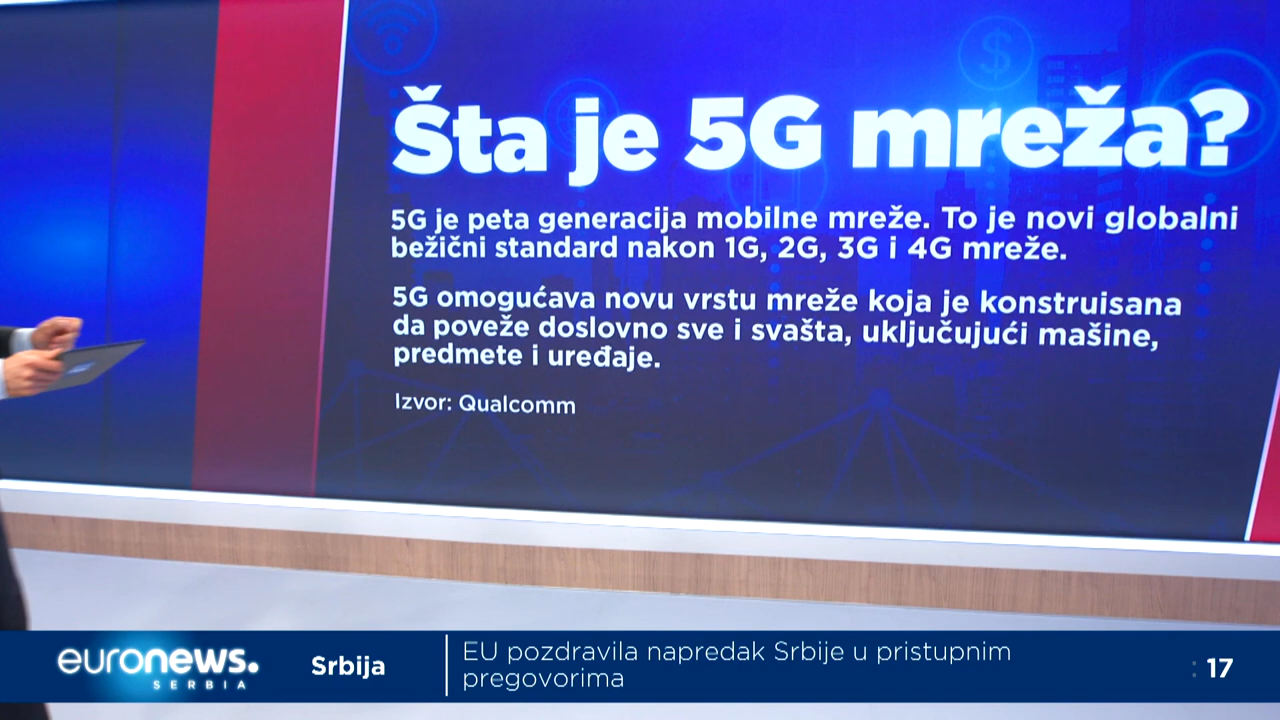 Šta je 5G mreža?
5G je peta generacija mobilne mreže. To je novi globalni
bežični standard nakon 1G, 2G, 3G i 4G mreže.
5G omogućava novu vrstu mreže koja je konstruisana
da poveže doslovno sve i svašta, uključujući mašine,
predmete i uređaje.
Izvor: Qualcomm
euronews.
SERBIA
Srbija
EU pozdravila napredak Srbije u pristupnim
pregovorima
:17